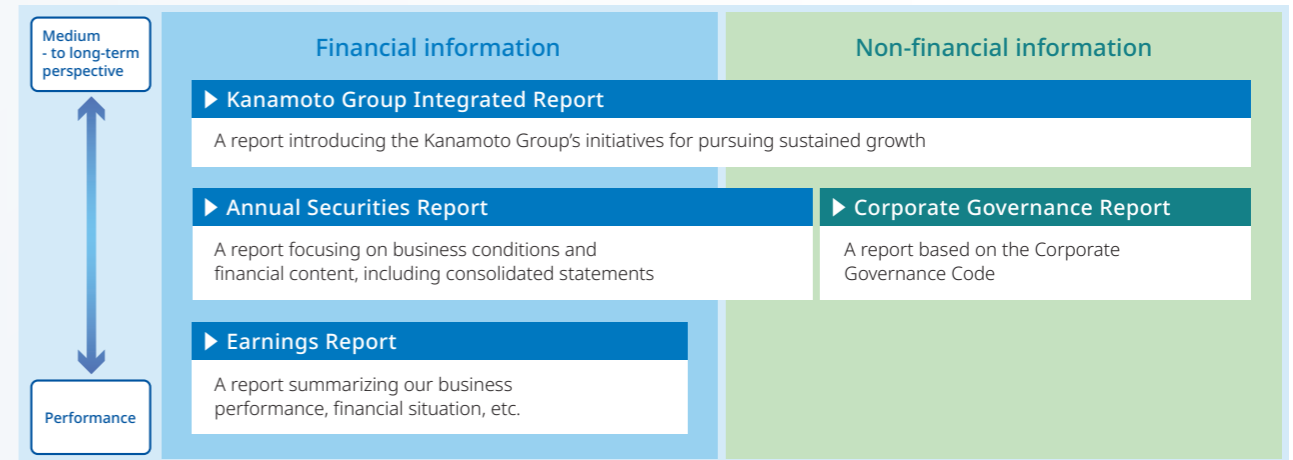 Medium
- to long-term
perspective
Financial information
Non-financial information
Kanamoto Group Integrated Report
A report introducing the Kanamoto Group’s initiatives for pursuing sustained growth
Annual Securities Report
A report focusing on business conditions and
financial content, including consolidated statements
Corporate Governance Report
A report based on the Corporate
Governance Code
Earnings Report
A report summarizing our business
performance, financial situation, etc.
Performance